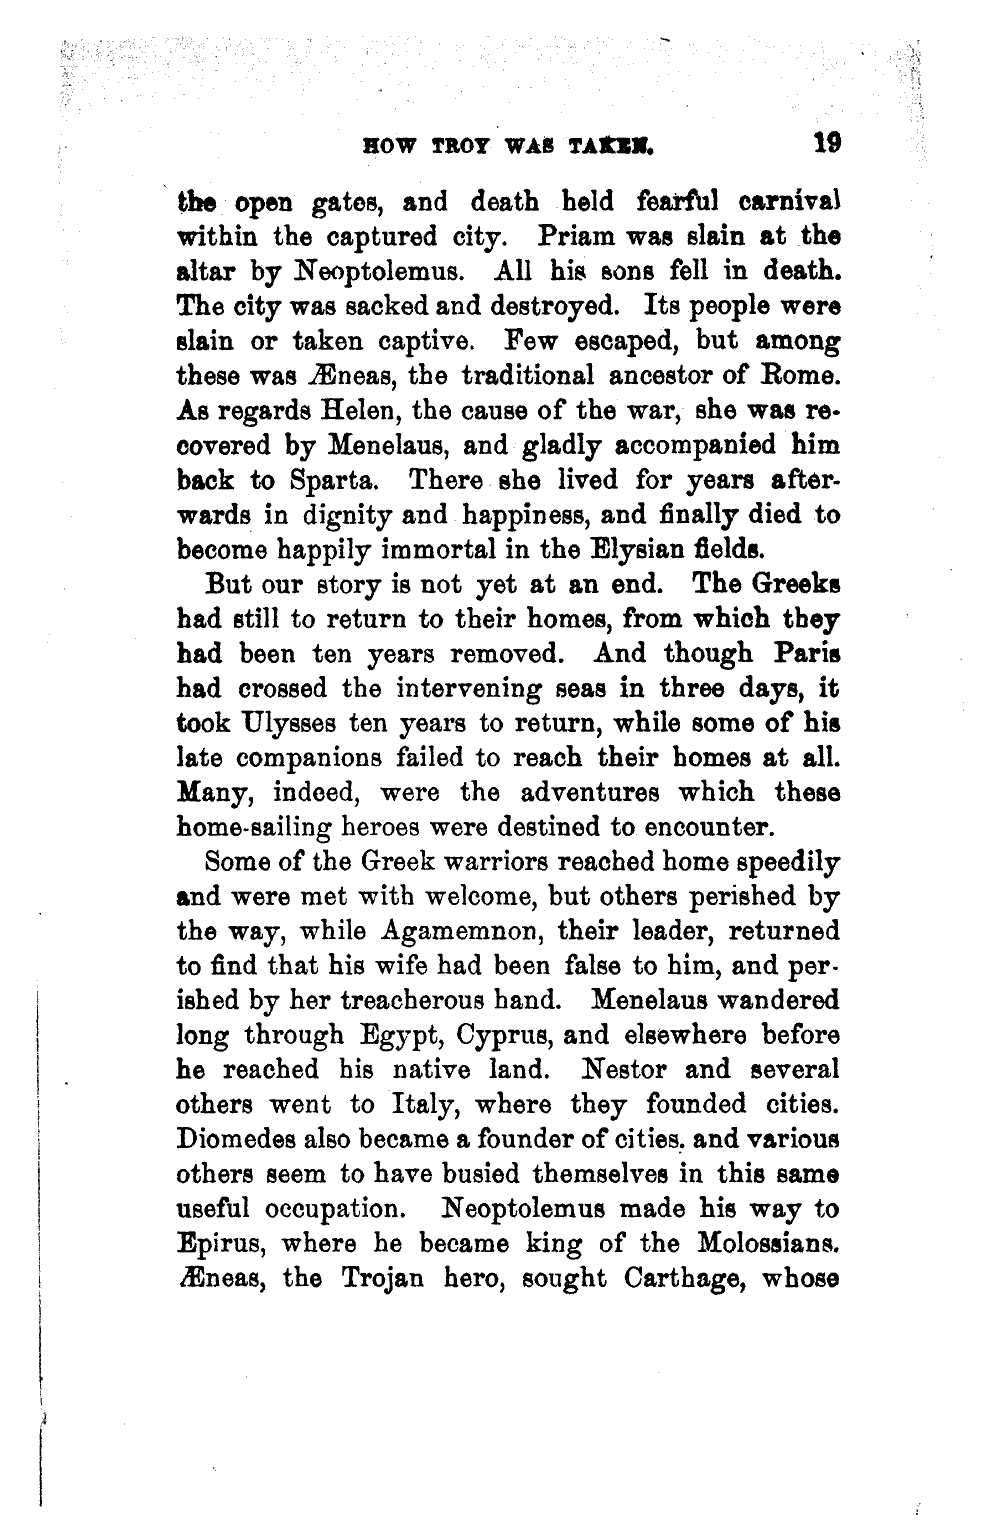 HOW TROY WAS TAKEN. 19
the open gates, and death held fearful carnival
within the captured city. Priam was slain at the
altar by Neoptolemus. All his sons fell in death.
The city was sacked and destroyed. Its people were
slain or taken captive. Few escaped, but among
these was Æneas, the traditional ancestor of Rome.
As regards Helen, the cause of the war, she was re-
covered by Menelaus, and gladly accompanied him
back to Sparta. There she lived for years after-
wards in dignity and happiness, and finally died to
become happily immortal in the Elysian fields.
But our story is not yet at an end. The Greeks
had still to return to their homes, from which they
had been ten years removed. And though Paris
had crossed the intervening seas in three days, it
took Ulysses ten years to return, while some of his
late companions failed to reach their homes at all.
Many, indeed, were the adventures which these
home-sailing heroes were destined to encounter.
Some of the Greek warriors reached home speedily
and were met with welcome, but others perished by
the way, while Agamemnon, their leader, returned
to find that his wife had been false to him, and per-
ished by her treacherous hand. Menelaus wandered
long through Egypt, Cyprus, and elsewhere before
he reached his native land. Nestor and several
others went to Italy, where they founded cities.
Diomedes also became a founder of cities, and various
others seem to have busied themselves in this same
useful occupation. Neoptolemus made his way to
Epirus, where he became king of the Molossians.
Æneas, the Trojan hero, sought Carthage, whose